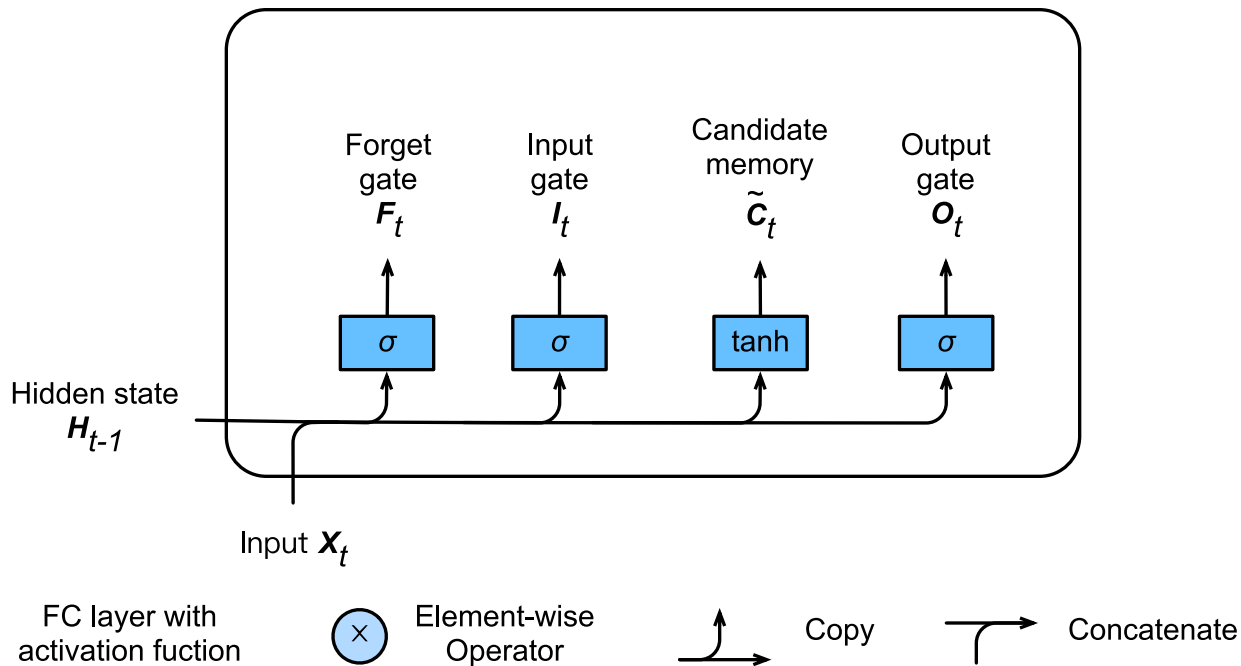 Forget
gate
F_t
Input
gate
I_t
Candidate
memory
C̃_t
Output
gate
O_t
σ
σ
tanh
σ
Hidden state
H_{t-1}
Input X_t
FC layer with
activation fuction
×
Element-wise
Operator
Copy
Concatenate